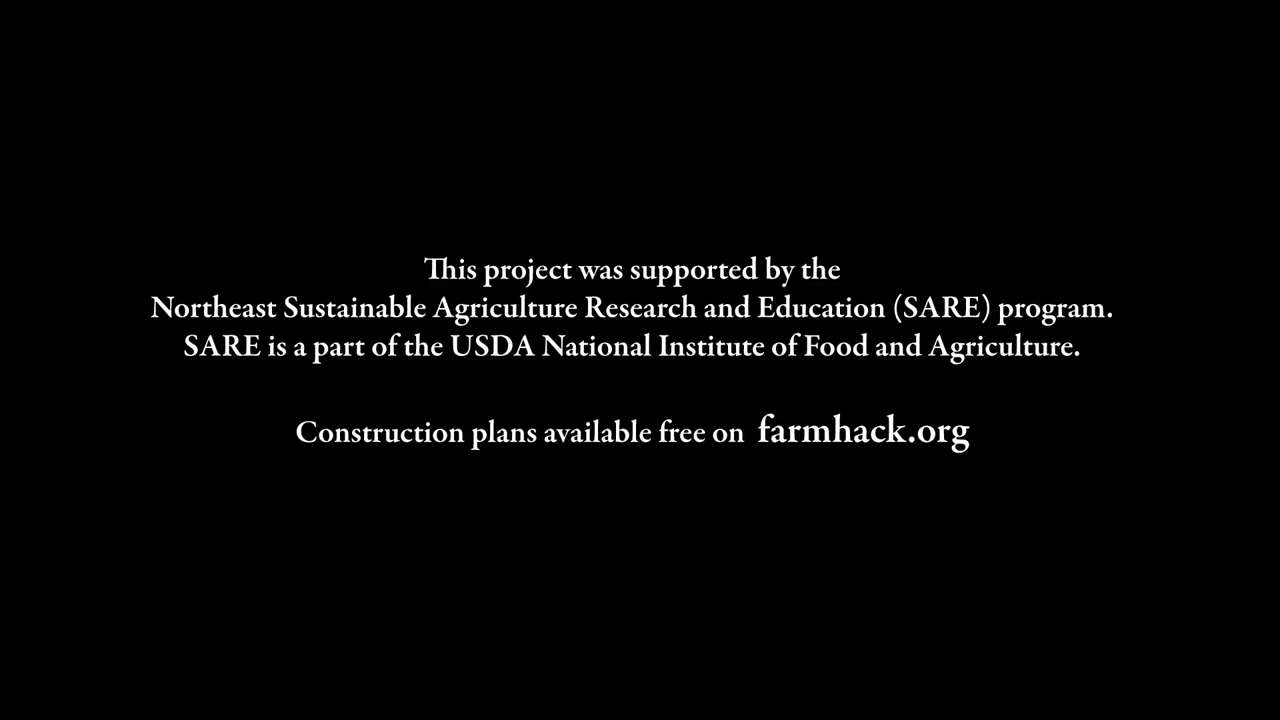 This project was supported by the
Northeast Sustainable Agriculture Research and Education (SARE) program.
SARE is a part of the USDA National Institute of Food and Agriculture.
Construction plans available free on farmhack.org